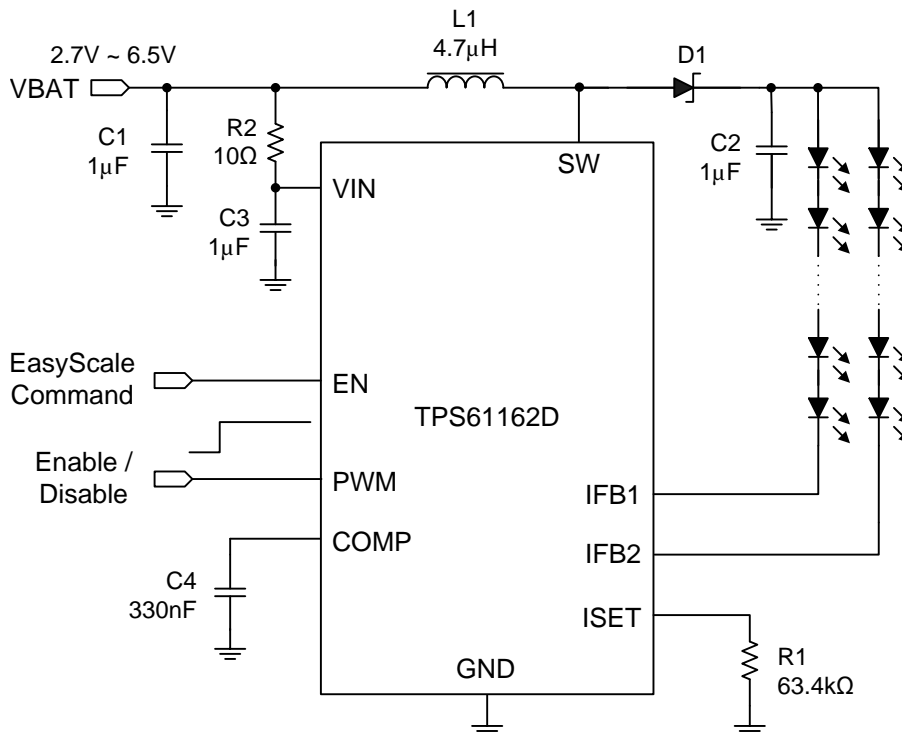 L1
4.7μH
2.7V ~ 6.5V
VBAT
D1
C1
1μF
R2
10Ω
C2
1μF
SW
VIN
C3
1μF
EasyScale
Command
EN
TPS61162D
Enable /
Disable
PWM
IFB1
COMP
IFB2
C4
330nF
ISET
R1
63.4kΩ
GND